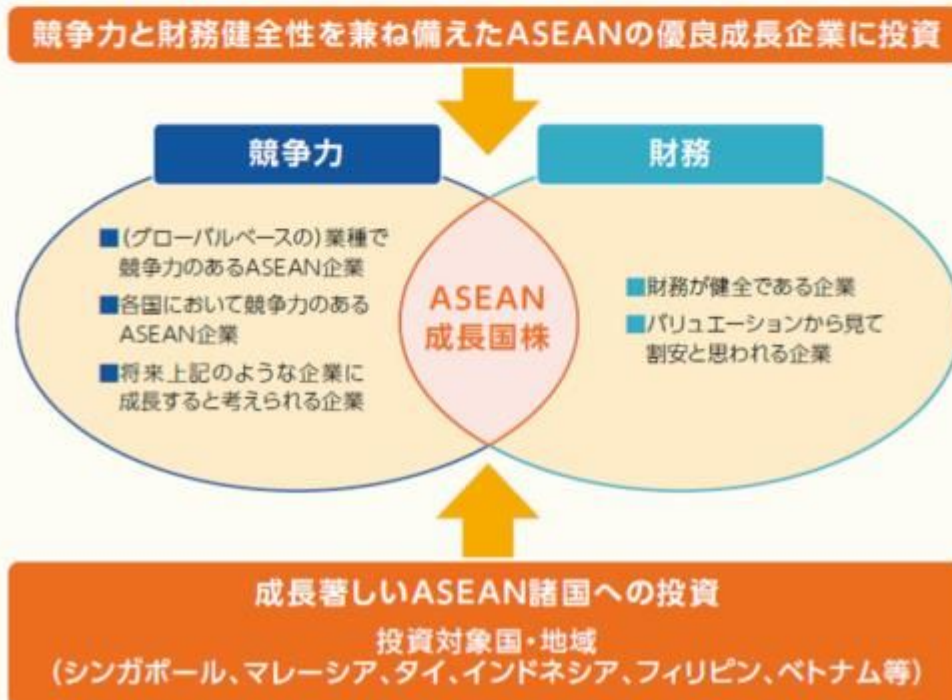 競争力と財務健全性を兼ね備えたASEANの優良成長企業に投資
競争力
■(グローバルベースの)業種で
競争力のあるASEAN企業
■各国において競争力のある
ASEAN企業
■将来上記のような企業に
成長すると考えられる企業
ASEAN
成長国株
財務
■財務が健全である企業
■バリュエーションから見て
割安と思われる企業
成長著しいASEAN諸国への投資
投資対象国・地域
(シンガポール、マレーシア、タイ、インドネシア、フィリピン、ベトナム等)